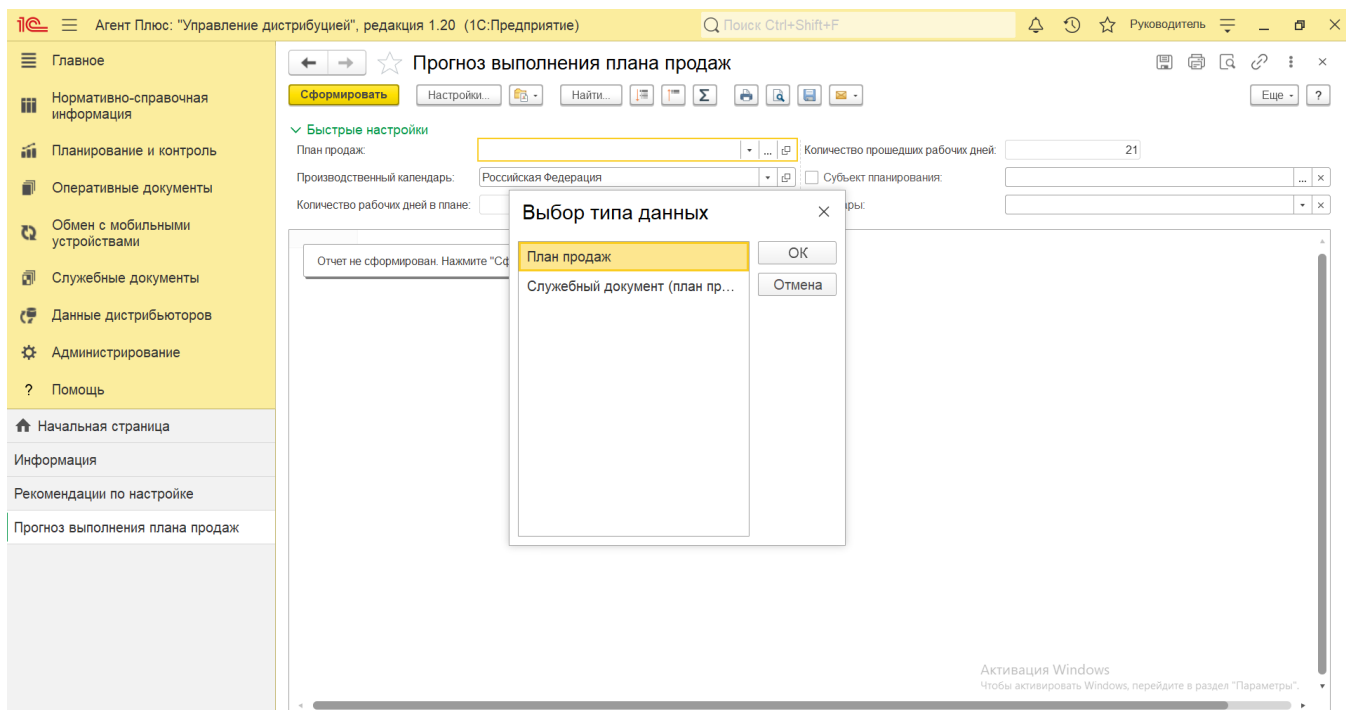 1С Агент Плюс: "Управление дистрибуцией", редакция 1.20 (1С:Предприятие)
Поиск Ctrl+Shift+F
Руководитель
Главное
Нормативно-справочная
информация
Планирование и контроль
Оперативные документы
Обмен с мобильными
устройствами
Служебные документы
Данные дистрибьюторов
Администрирование
? Помощь
Начальная страница
Информация
Рекомендации по настройке
Прогноз выполнения плана продаж
Прогноз выполнения плана продаж
Сформировать Настройки... Найти... Σ Еще ?
Быстрые настройки
План продаж: ... Количество прошедших рабочих дней: 21
Производственный календарь: Российская Федерация Субъект планирования: ...
Количество рабочих дней в плане: ары:
Отчет не сформирован. Нажмите "Сф
Выбор типа данных
План продаж
Служебный документ (план пр...
ОК
Отмена
Активация Windows
Чтобы активировать Windows, перейдите в раздел "Параметры".